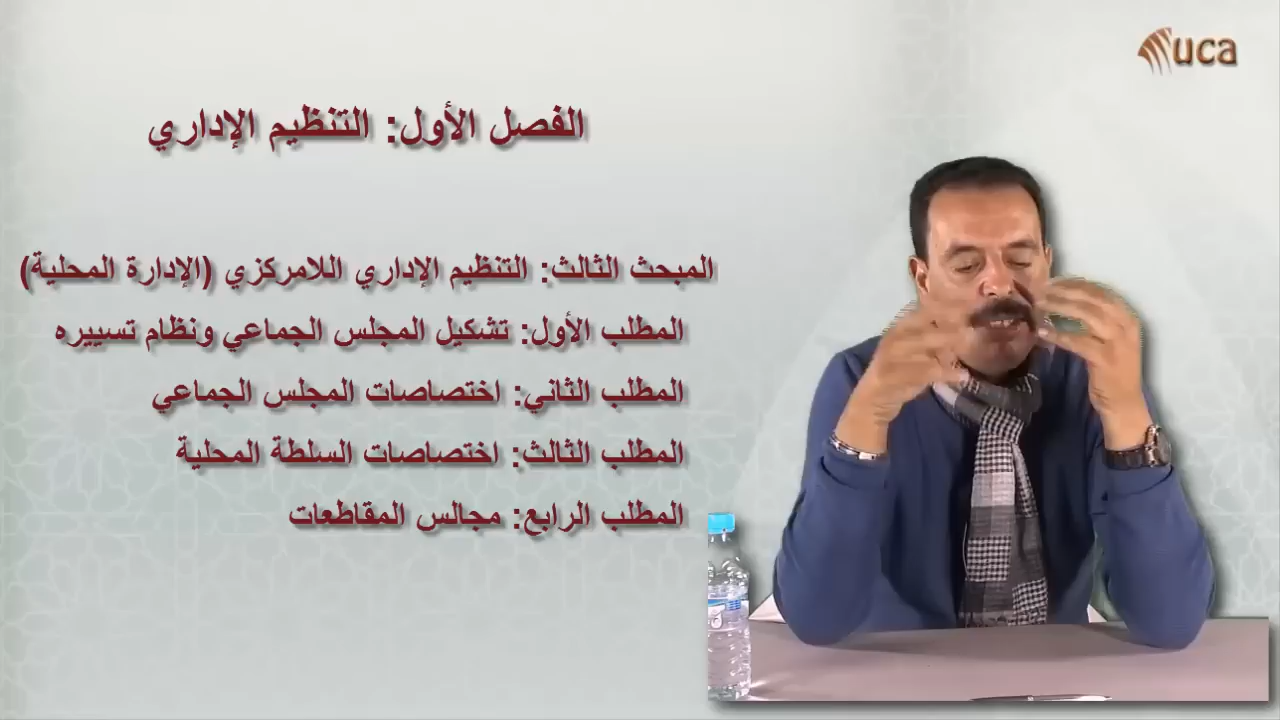 uca
الفصل الأول: التنظيم الإداري
المبحث الثالث: التنظيم الإداري اللامركزي (الإدارة المحلية)
المطلب الأول: تشكيل المجلس الجماعي ونظام تسييره
المطلب الثاني: اختصاصات المجلس الجماعي
المطلب الثالث: اختصاصات السلطة المحلية
المطلب الرابع: مجالس المقاطعات